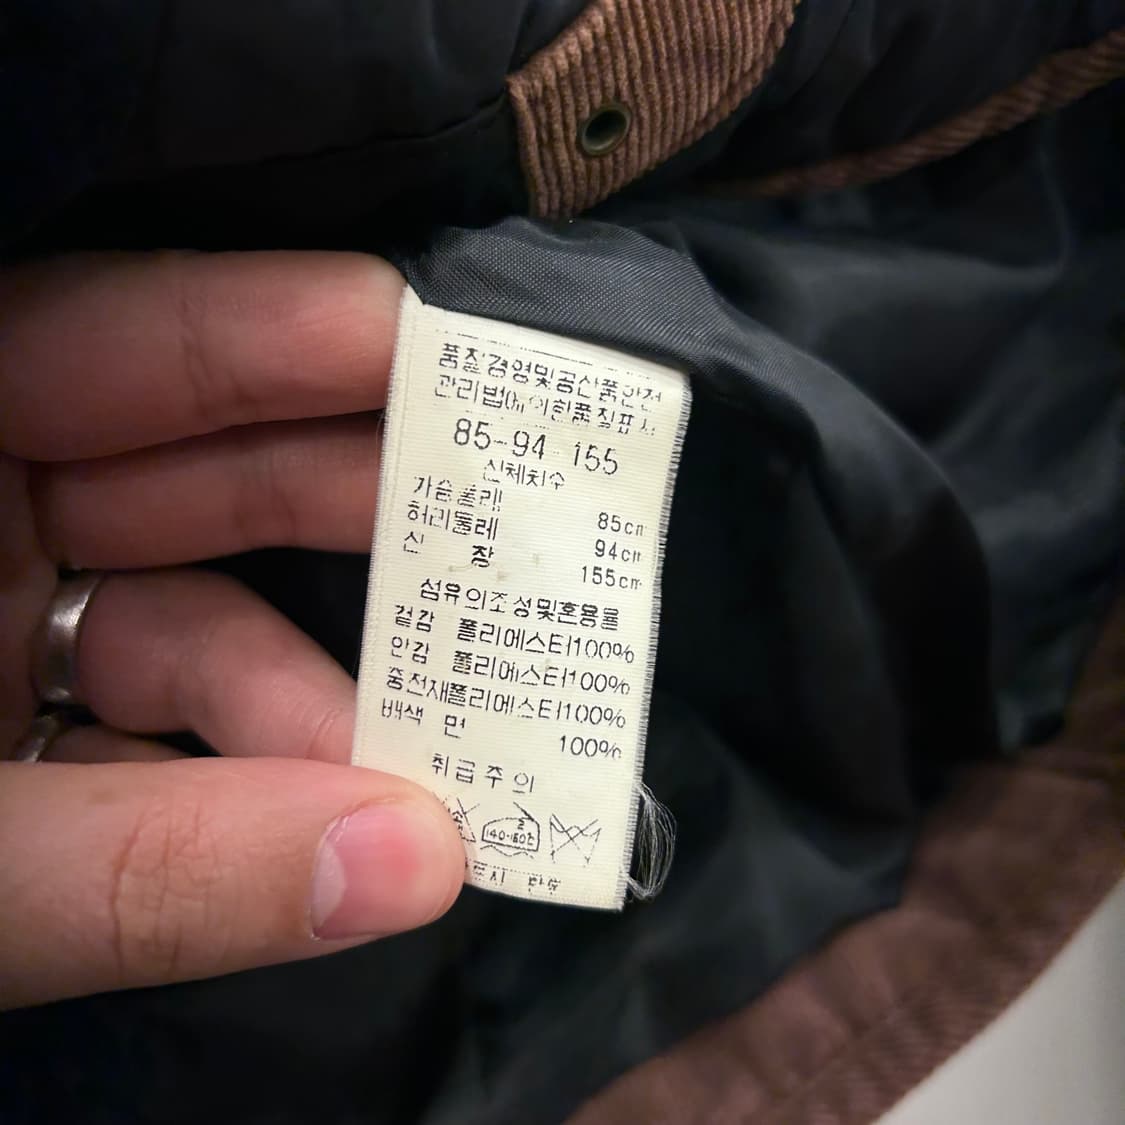 품질경영및공산품안전
관리법에의한품질표시
85-94 155
신체치수
가슴둘레 85cm
허리둘레 94cm
신 장 155cm
섬유의조성및혼용율
겉감 폴리에스터100%
안감 폴리에스터100%
충전재폴리에스터100%
배색 면
100%
취급주의
140-160℃